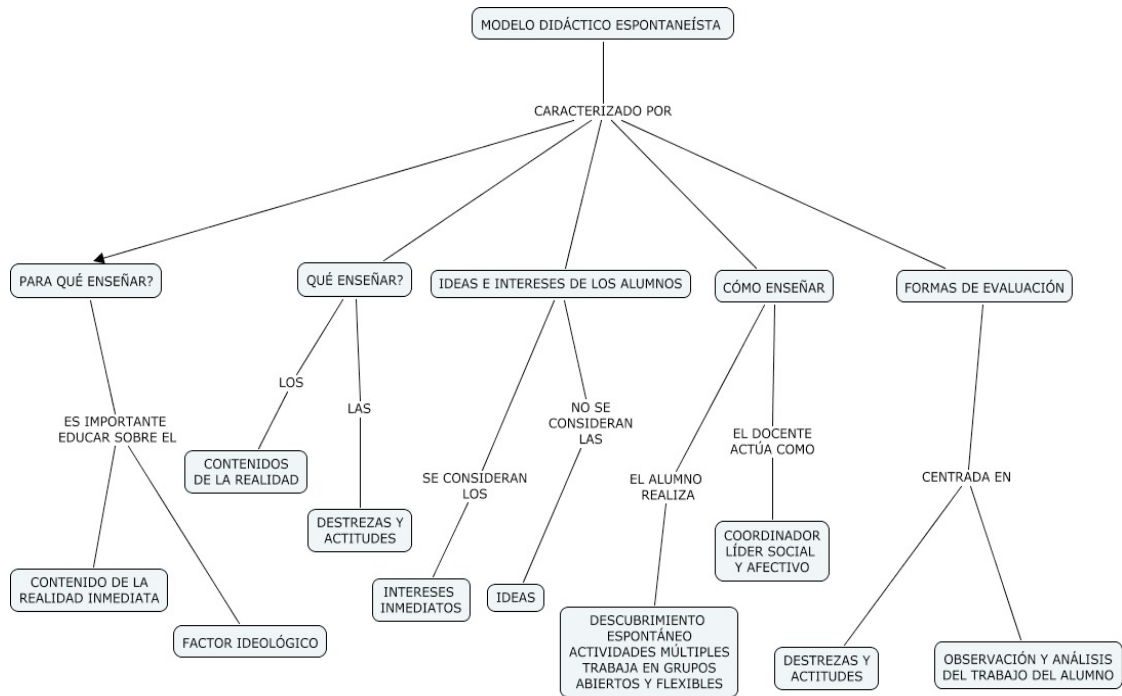 MODELO DIDÁCTICO ESPONTANEÍSTA
CARACTERIZADO POR
PARA QUÉ ENSEÑAR?
QUÉ ENSEÑAR?
IDEAS E INTERESES DE LOS ALUMNOS
CÓMO ENSEÑAR
FORMAS DE EVALUACIÓN
ES IMPORTANTE
EDUCAR SOBRE EL
CONTENIDO DE LA
REALIDAD INMEDIATA
FACTOR IDEOLÓGICO
LOS
CONTENIDOS
DE LA REALIDAD
LAS
DESTREZAS Y
ACTITUDES
SE CONSIDERAN
LOS
INTERESES
INMEDIATOS
NO SE
CONSIDERAN
LAS
IDEAS
EL ALUMNO
REALIZA
DESCUBRIMIENTO
ESPONTÁNEO
ACTIVIDADES MÚLTIPLES
TRABAJA EN GRUPOS
ABIERTOS Y FLEXIBLES
EL DOCENTE
ACTÚA COMO
COORDINADOR
LÍDER SOCIAL
Y AFECTIVO
CENTRADA EN
DESTREZAS Y
ACTITUDES
OBSERVACIÓN Y ANÁLISIS
DEL TRABAJO DEL ALUMNO